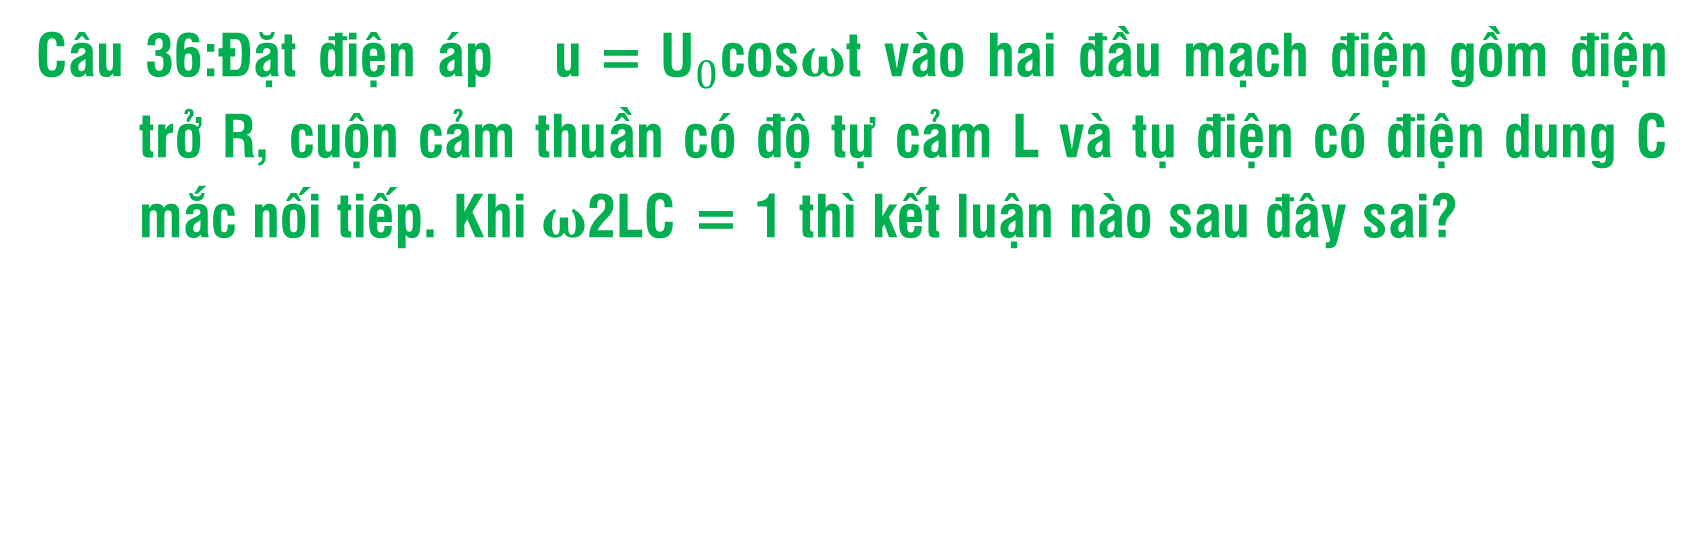 Câu 36:Đặt điện áp u = U₀cosωt vào hai đầu mạch điện gồm điện
trở R, cuộn cảm thuần có độ tự cảm L và tụ điện có điện dung C
mắc nối tiếp. Khi ω2LC = 1 thì kết luận nào sau đây sai?